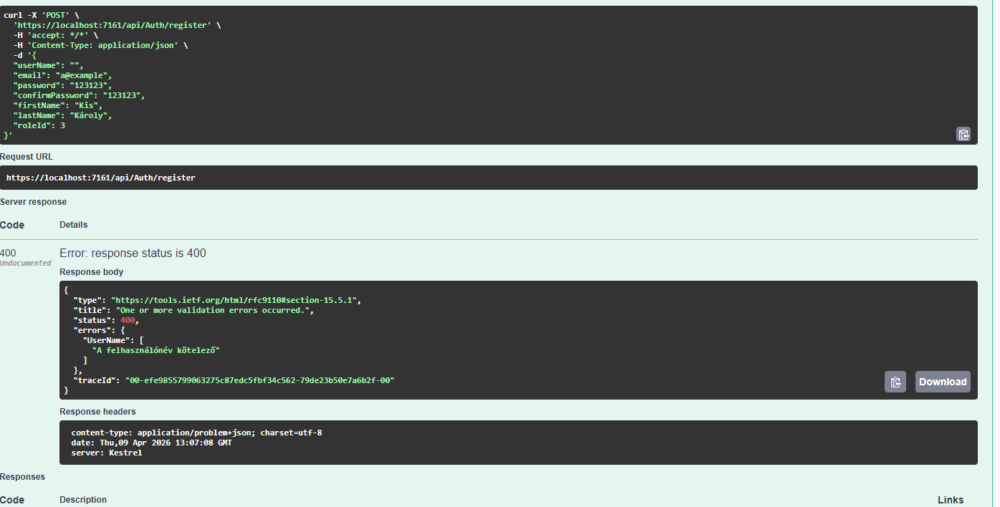 curl -X 'POST' \
  'https://localhost:7161/api/Auth/register' \
  -H 'accept: */*' \
  -H 'Content-Type: application/json' \
  -d '{
  "userName": "",
  "email": "a@example",
  "password": "123123",
  "confirmPassword": "123123",
  "firstName": "Kis",
  "lastName": "Károly",
  "roleId": 3
}'
Request URL
https://localhost:7161/api/Auth/register
Server response
Code Details
400 Error: response status is 400
Undocumented
Response body
{
  "type": "https://tools.ietf.org/html/rfc9110#section-15.5.1",
  "title": "One or more validation errors occurred.",
  "status": 400,
  "errors": {
    "UserName": [
      "A felhasználónév kötelező"
    ]
  },
  "traceId": "00-efe9855799063275c87edc5fbf34c562-79de23b50e7a6b2f-00"
}
Download
Response headers
content-type: application/problem+json; charset=utf-8
date: Thu,09 Apr 2026 13:07:08 GMT
server: Kestrel
Responses
Code Description Links